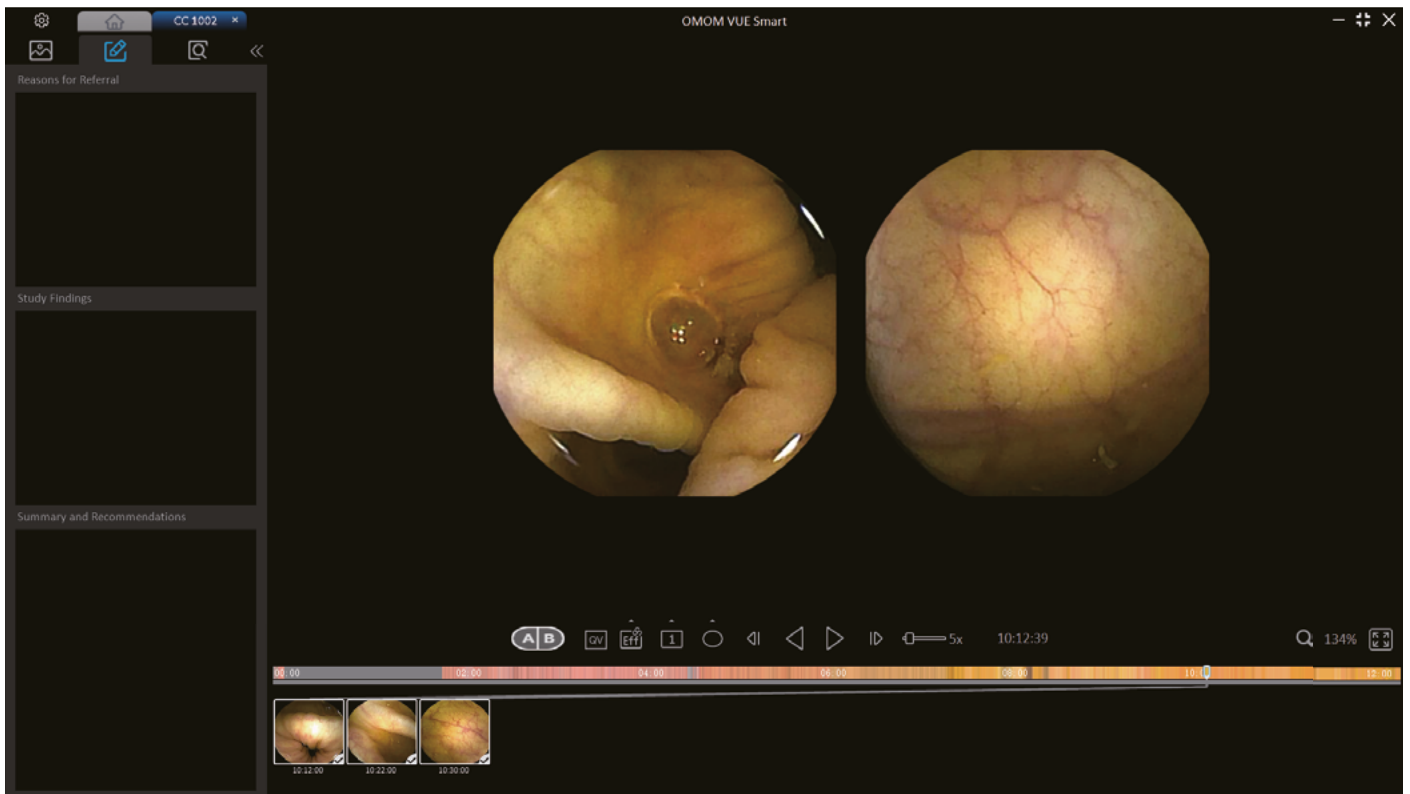 CC 1002 ×
OMOM VUE Smart
Reasons for Referral
Study Findings
Summary and Recommendations
A B
QV
Eff
1
5x
10:12:39
134%
00:00
02:00
04:00
06:00
08:00
12:00
10:12:00
10:22:00
10:30:00